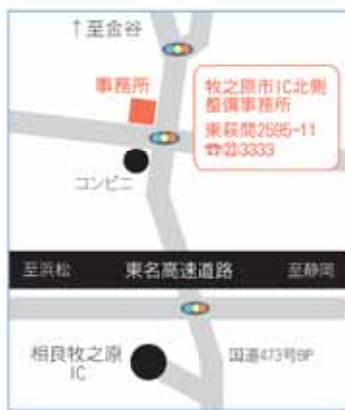 ↑至金谷
事務所
牧之原市IC北側
整備事務所
東萩間2595-11
☎㉓3333
コンビニ
至浜松 東名高速道路 至静岡
相良牧之原
IC
国道473号BP